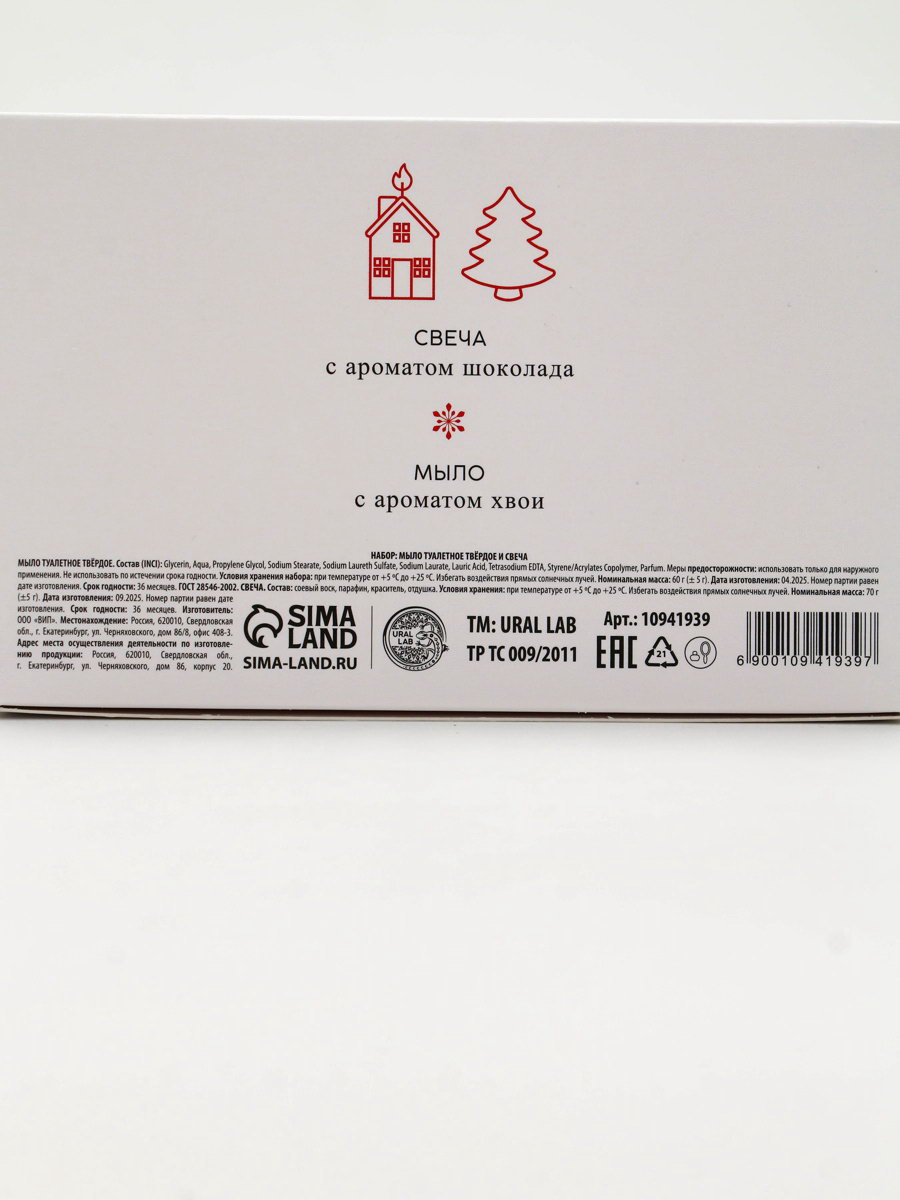 СВЕЧА
с ароматом шоколада
МЫЛО
с ароматом хвои
НАБОР: МЫЛО ТУАЛЕТНОЕ ТВЁРДОЕ И СВЕЧА
МЫЛО ТУАЛЕТНОЕ ТВЁРДОЕ. Состав (INCI): Glycerin, Aqua, Propylene Glycol, Sodium Stearate, Sodium Laureth Sulfate, Sodium Laurate, Lauric Acid, Tetrasodium EDTA, Styrene/Acrylates Copolymer, Parfum. Меры предосторожности: использовать только для наружного
применения. Не использовать по истечении срока годности. Условия хранения набора: при температуре от +5 ºС до +25 ºС. Избегать воздействия прямых солнечных лучей. Номинальная масса: 60 г (± 5 г). Дата изготовления: 04.2025. Номер партии равен
дате изготовления. Срок годности: 36 месяцев. ГОСТ 28546-2002. СВЕЧА. Состав: соевый воск, парафин, краситель, отдушка. Условия хранения: при температуре от +5 ºС до +25 ºС. Избегать воздействия прямых солнечных лучей. Номинальная масса: 70 г
(±5 г). Дата изготовления: 09.2025. Номер партии равен дате
изготовления. Срок годности: 36 месяцев. Изготовитель:
ООО «ВИП». Местонахождение: Россия, 620010, Свердловская
обл., г. Екатеринбург, ул. Черняховского, дом 86/8, офис 408-3.
Адрес места осуществления деятельности по изготовле-
нию продукции: Россия, 620010, Свердловская обл.,
г. Екатеринбург, ул. Черняховского, дом 86, корпус 20.
SIMA
LAND
SIMA-LAND.RU
URAL
LAB
ТМ: URAL LAB
ТР ТС 009/2011
Арт.: 10941939
EAC
21
6 900109 419397